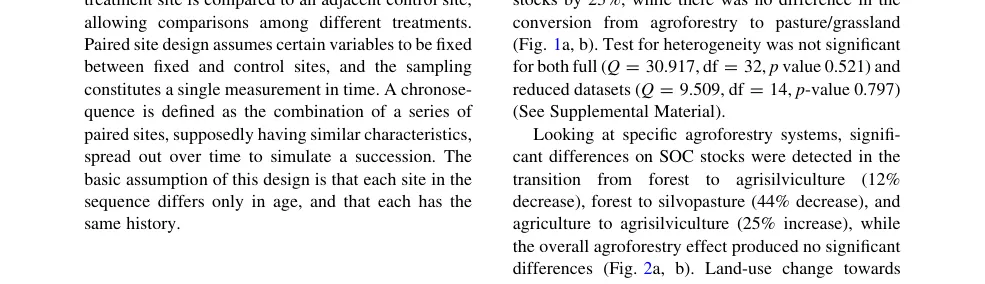 treatment site is compared to an adjacent control site,
allowing comparisons among different treatments.
Paired site design assumes certain variables to be fixed
between fixed and control sites, and the sampling
constitutes a single measurement in time. A chronose-
quence is defined as the combination of a series of
paired sites, supposedly having similar characteristics,
spread out over time to simulate a succession. The
basic assumption of this design is that each site in the
sequence differs only in age, and that each has the
same history.
stocks by 25%, while there was no difference in the
conversion from agroforestry to pasture/grassland
(Fig. 1a, b). Test for heterogeneity was not significant
for both full (Q = 30.917, df = 32, p value 0.521) and
reduced datasets (Q = 9.509, df = 14, p-value 0.797)
(See Supplemental Material).
Looking at specific agroforestry systems, signifi-
cant differences on SOC stocks were detected in the
transition from forest to agrisilviculture (12%
decrease), forest to silvopasture (44% decrease), and
agriculture to agrisilviculture (25% increase), while
the overall agroforestry effect produced no significant
differences (Fig. 2a, b). Land-use change towards